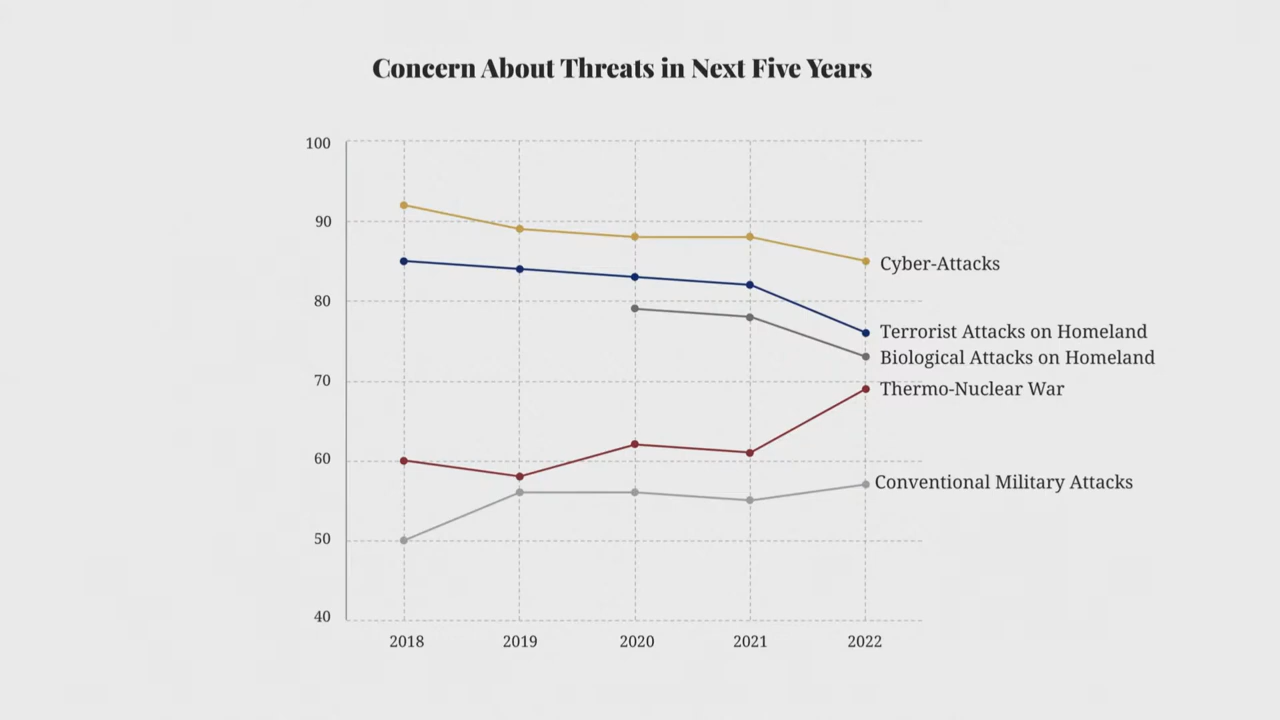 Concern About Threats in Next Five Years
100
90
80
70
60
50
40
Cyber-Attacks
Terrorist Attacks on Homeland
Biological Attacks on Homeland
Thermo-Nuclear War
Conventional Military Attacks
2018 2019 2020 2021 2022